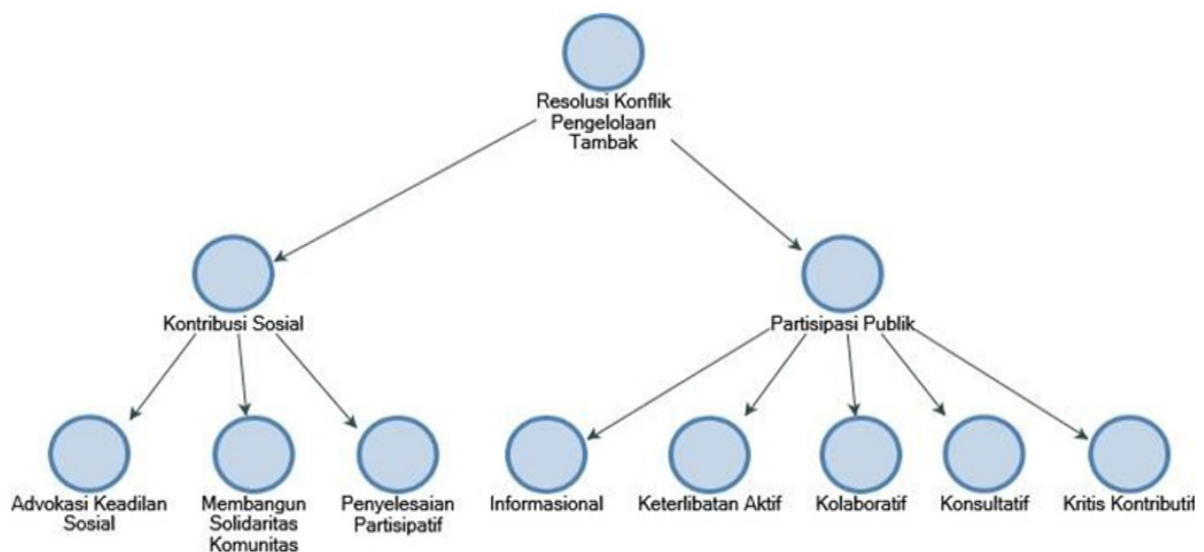 Resolusi Konflik
Pengelolaan
Tambak
Kontribusi Sosial
Partisipasi Publik
Advokasi Keadilan
Sosial
Membangun
Solidaritas
Komunitas
Penyelesaian
Partisipatif
Informasional
Keterlibatan Aktif
Kolaboratif
Konsultatif
Kritis Kontributif